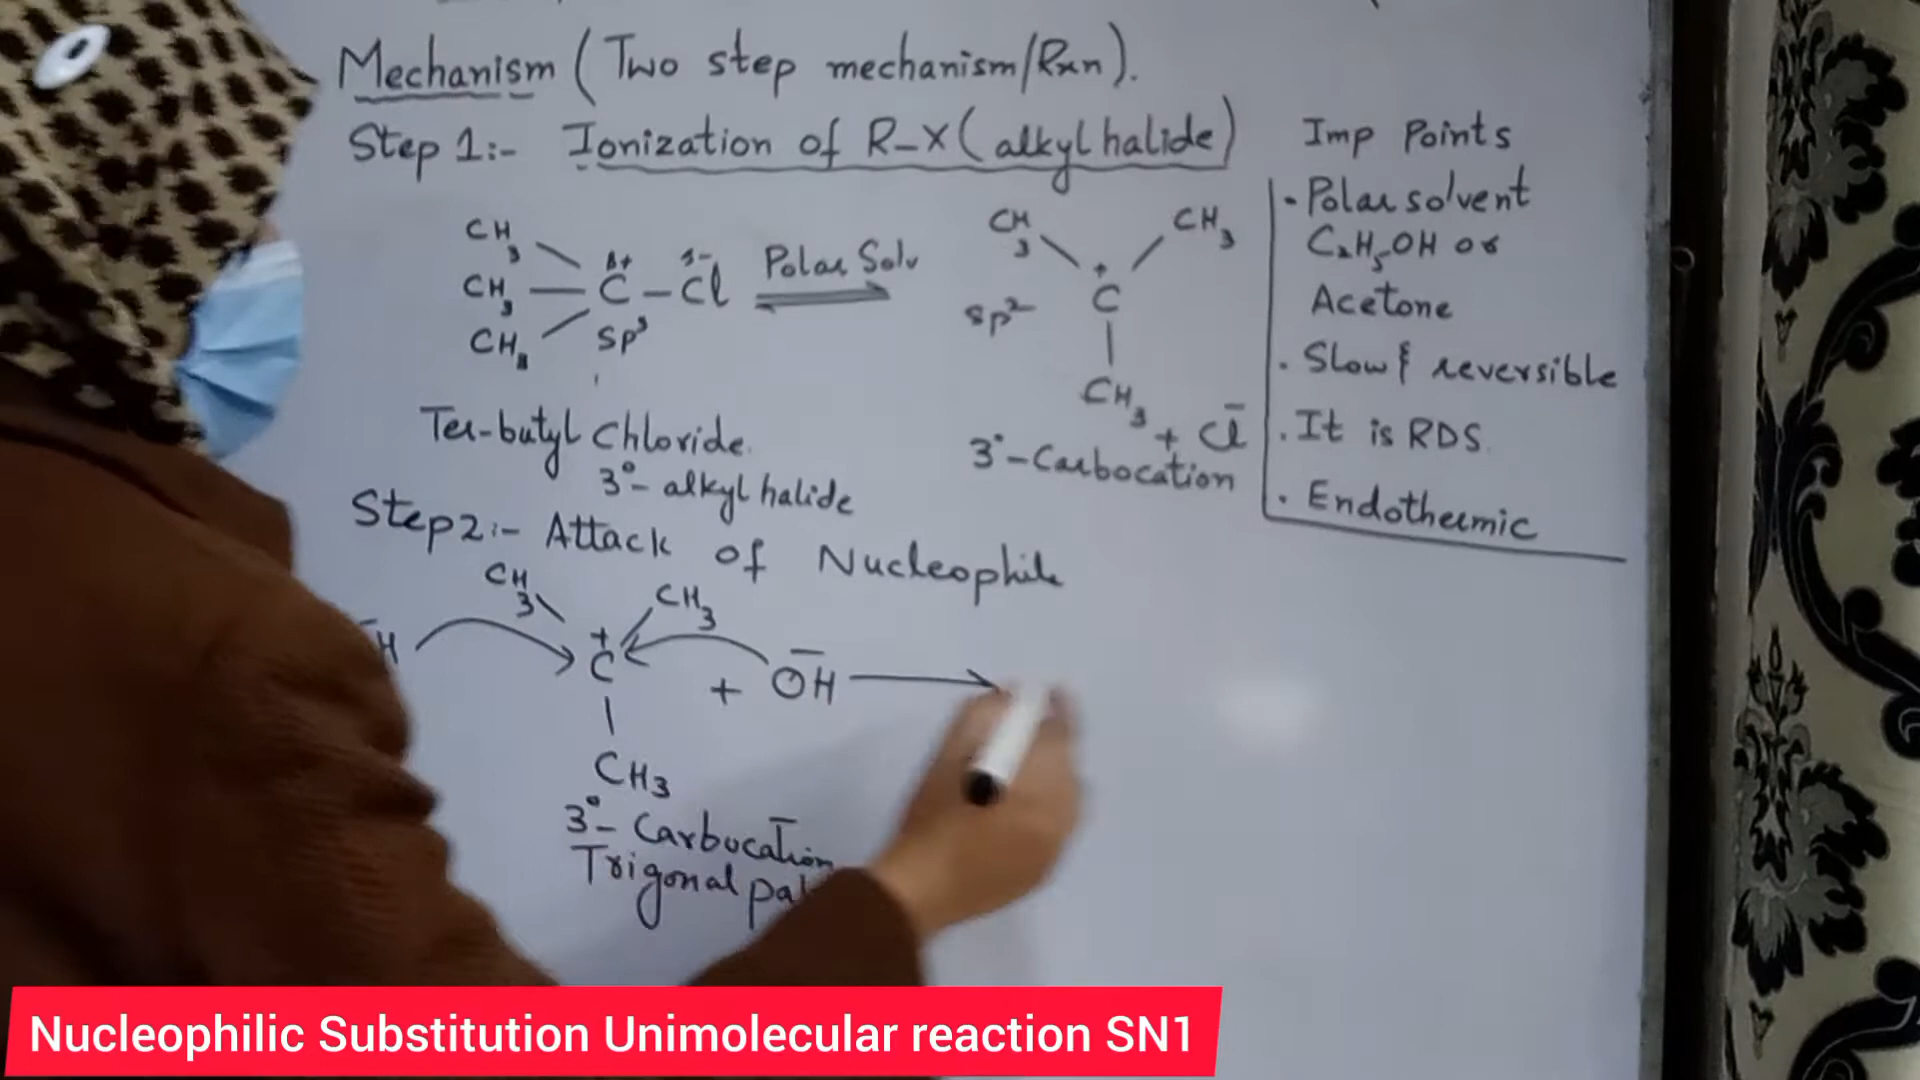 Mechanism (Two step mechanism/Rxn).
Step 1:- Ionization of R-X (alkyl halide)
CH3
CH3
CH3
δ+ δ-
C - Cl
Sp³
Polar Solv
CH3 CH3
+
C
sp²
CH3
+ Cl⁻
Ter-butyl Chloride.
3°- alkyl halide
3°-Carbocation
Imp Points
• Polar solvent
C2H5OH or
Acetone
• Slow & reversible
• It is RDS.
• Endothermic
Step 2:- Attack of Nucleophile
CH3 CH3
+
H C + OH⁻
CH3
3°- Carbocation
Trigonal
Nucleophilic Substitution Unimolecular reaction SN1